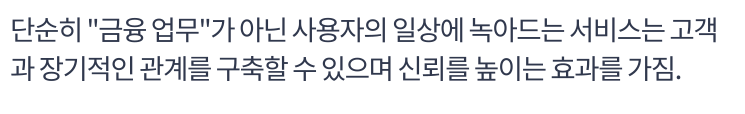 단순히 "금융 업무"가 아닌 사용자의 일상에 녹아드는 서비스는 고객
과 장기적인 관계를 구축할 수 있으며 신뢰를 높이는 효과를 가짐.